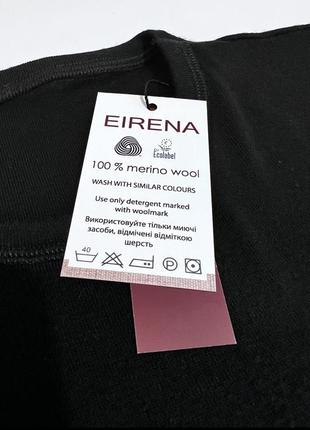 EIRENA
Ecolabel
100 % merino wool
WASH WITH SIMILAR COLOURS
Use only detergent marked
with woolmark
Використовуйте тільки миючі
засоби, відмічені відміткою
шерсть
40
P